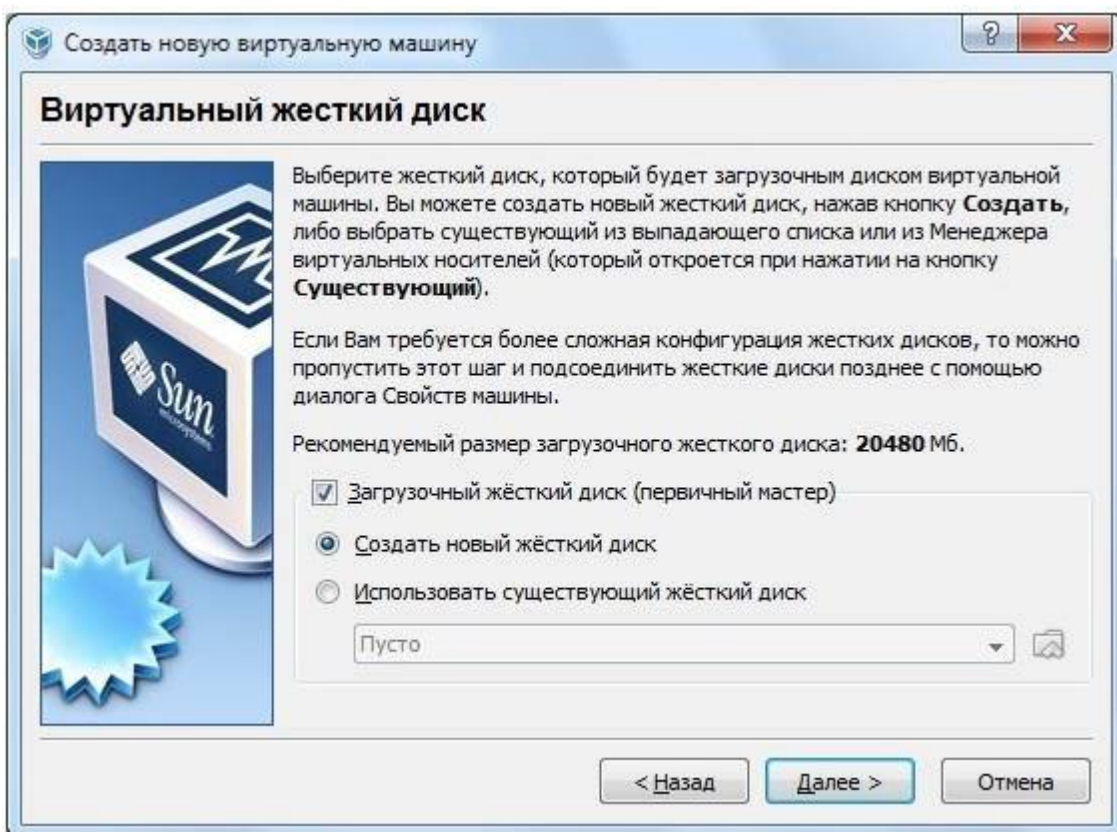 Создать новую виртуальную машину
Виртуальный жесткий диск
Выберите жесткий диск, который будет загрузочным диском виртуальной
машины. Вы можете создать новый жесткий диск, нажав кнопку Создать,
либо выбрать существующий из выпадающего списка или из Менеджера
виртуальных носителей (который откроется при нажатии на кнопку
Существующий).
Если Вам требуется более сложная конфигурация жестких дисков, то можно
пропустить этот шаг и подсоединить жесткие диски позднее с помощью
диалога Свойств машины.
Рекомендуемый размер загрузочного жесткого диска: 20480 Мб.
Загрузочный жёсткий диск (первичный мастер)
Создать новый жёсткий диск
Использовать существующий жёсткий диск
Пусто
Sun
microsystems
< Назад
Далее >
Отмена